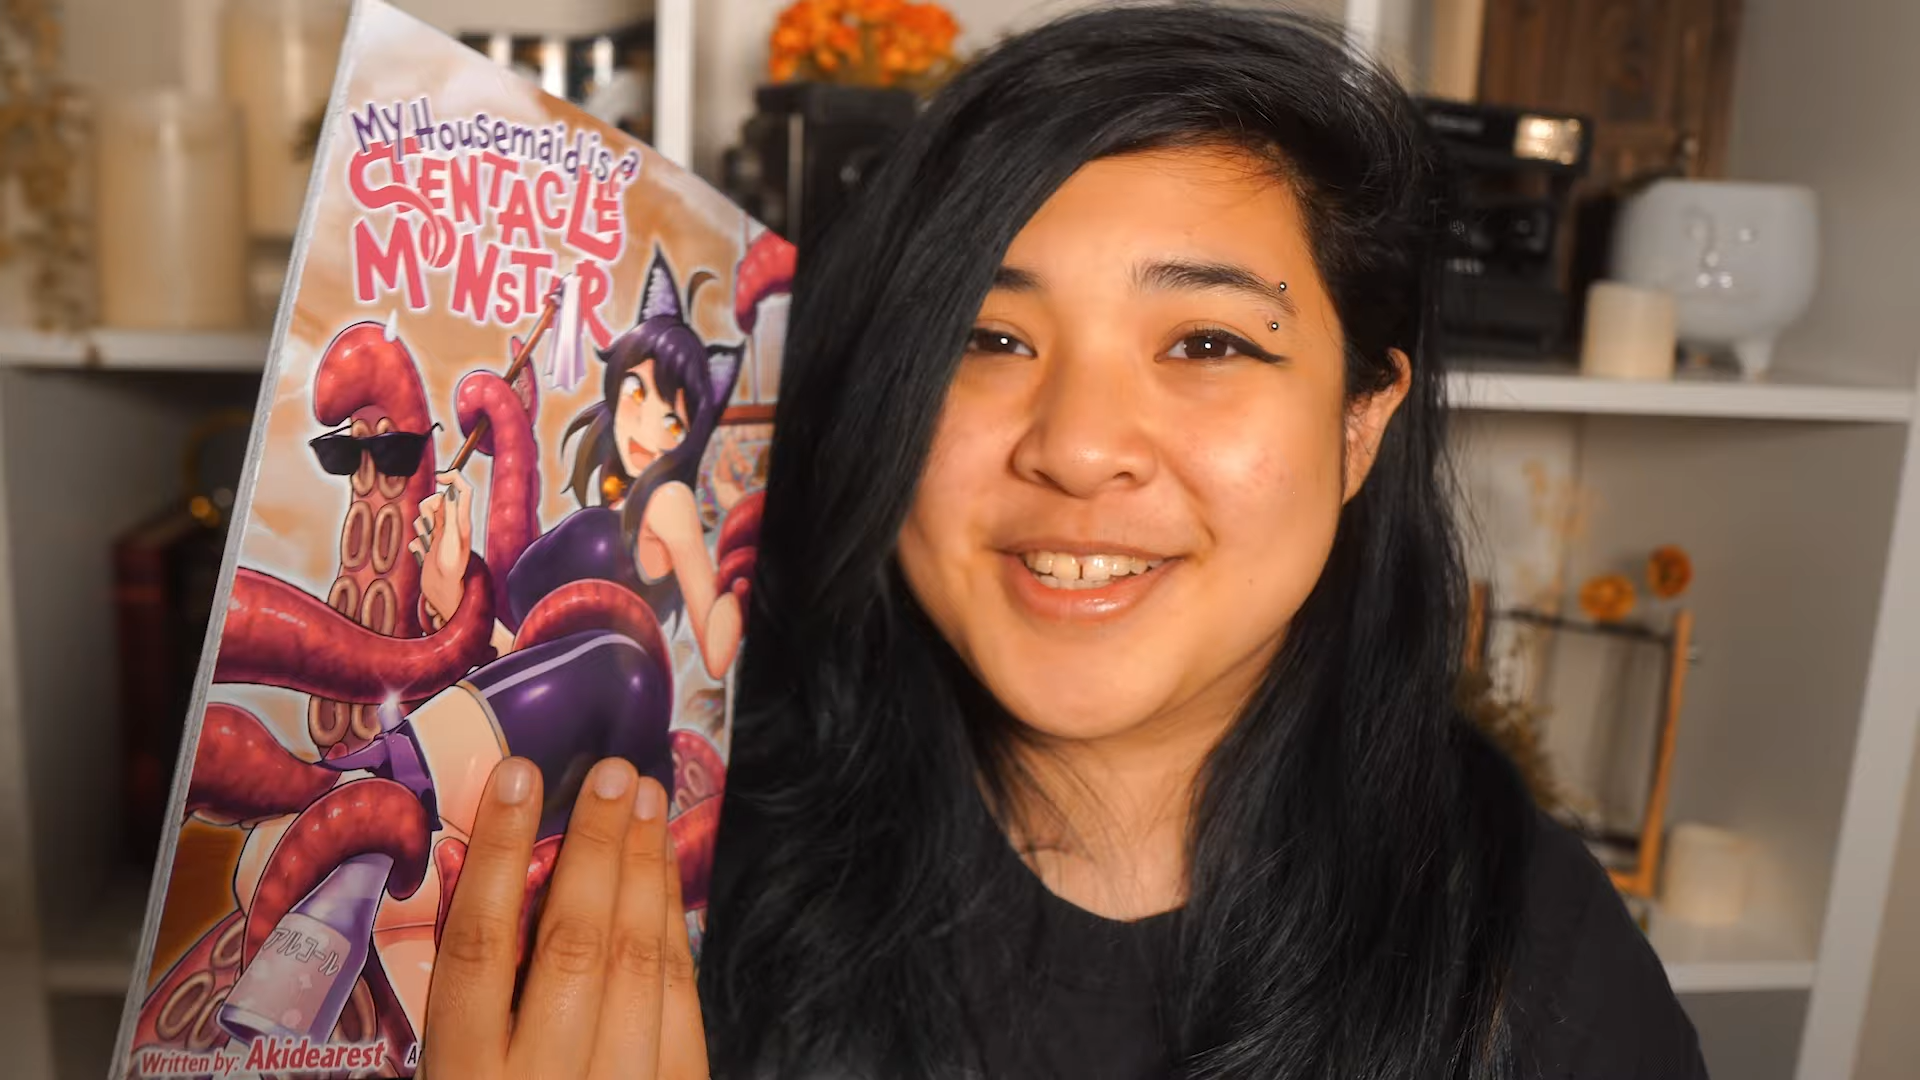 My Housemaid is a
TENTACLE
MONSTER
アルコール
Written by: Akidearest